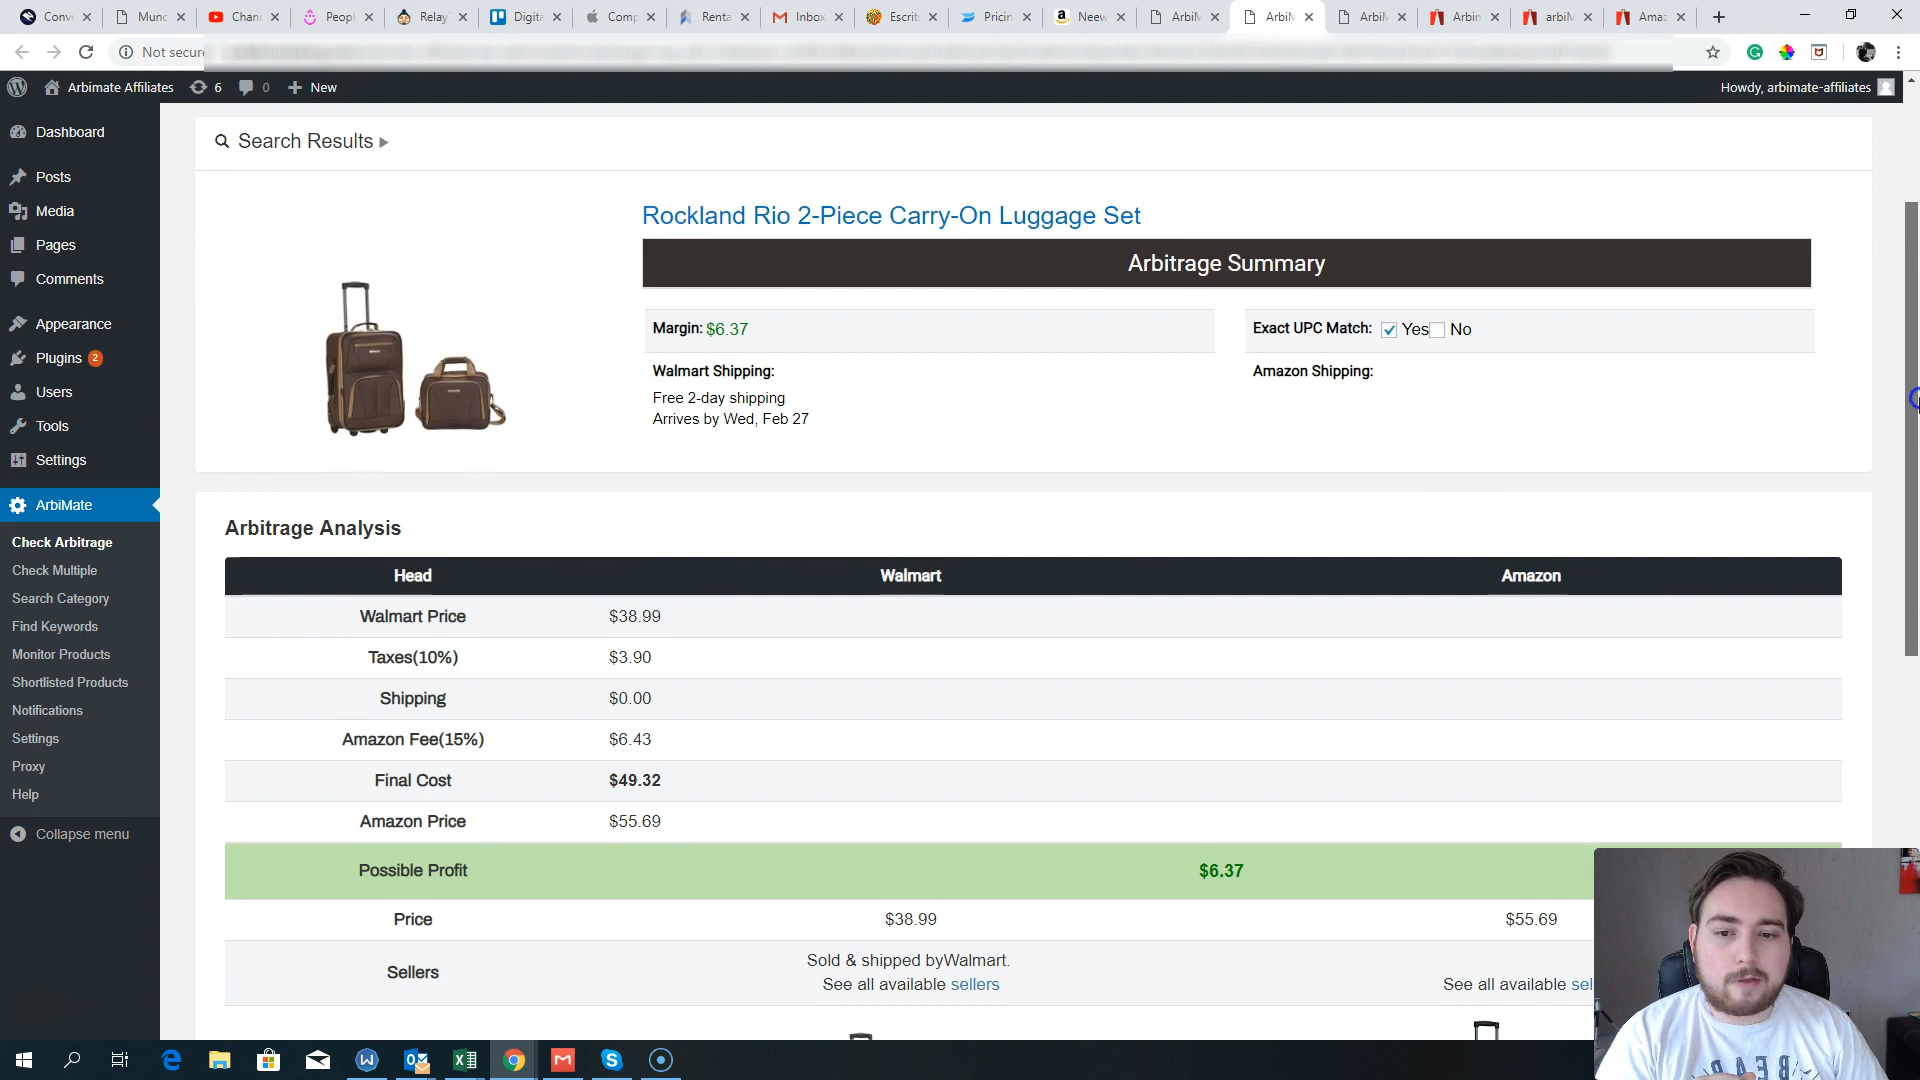 Conv
Munc
Chan
Peopl
Relay
Digita
Comp
Renta
Inbox
Escrit
Pricin
Neew
ArbiM
ArbiM
ArbiM
Arbin
arbiM
Amaz
Not secure
Arbimate Affiliates 6 0 New
Howdy, arbimate-affiliates
Dashboard
Posts
Media
Pages
Comments
Appearance
Plugins 2
Users
Tools
Settings
ArbiMate
Check Arbitrage
Check Multiple
Search Category
Find Keywords
Monitor Products
Shortlisted Products
Notifications
Settings
Proxy
Help
Collapse menu
Search Results
Rockland Rio 2-Piece Carry-On Luggage Set
Arbitrage Summary
Margin: $6.37
Exact UPC Match: Yes No
Walmart Shipping:
Free 2-day shipping
Arrives by Wed, Feb 27
Amazon Shipping:
Arbitrage Analysis
Head Walmart Amazon
Walmart Price $38.99
Taxes(10%) $3.90
Shipping $0.00
Amazon Fee(15%) $6.43
Final Cost $49.32
Amazon Price $55.69
Possible Profit $6.37
Price $38.99 $55.69
Sellers
Sold & shipped byWalmart.
See all available sellers
See all available sel